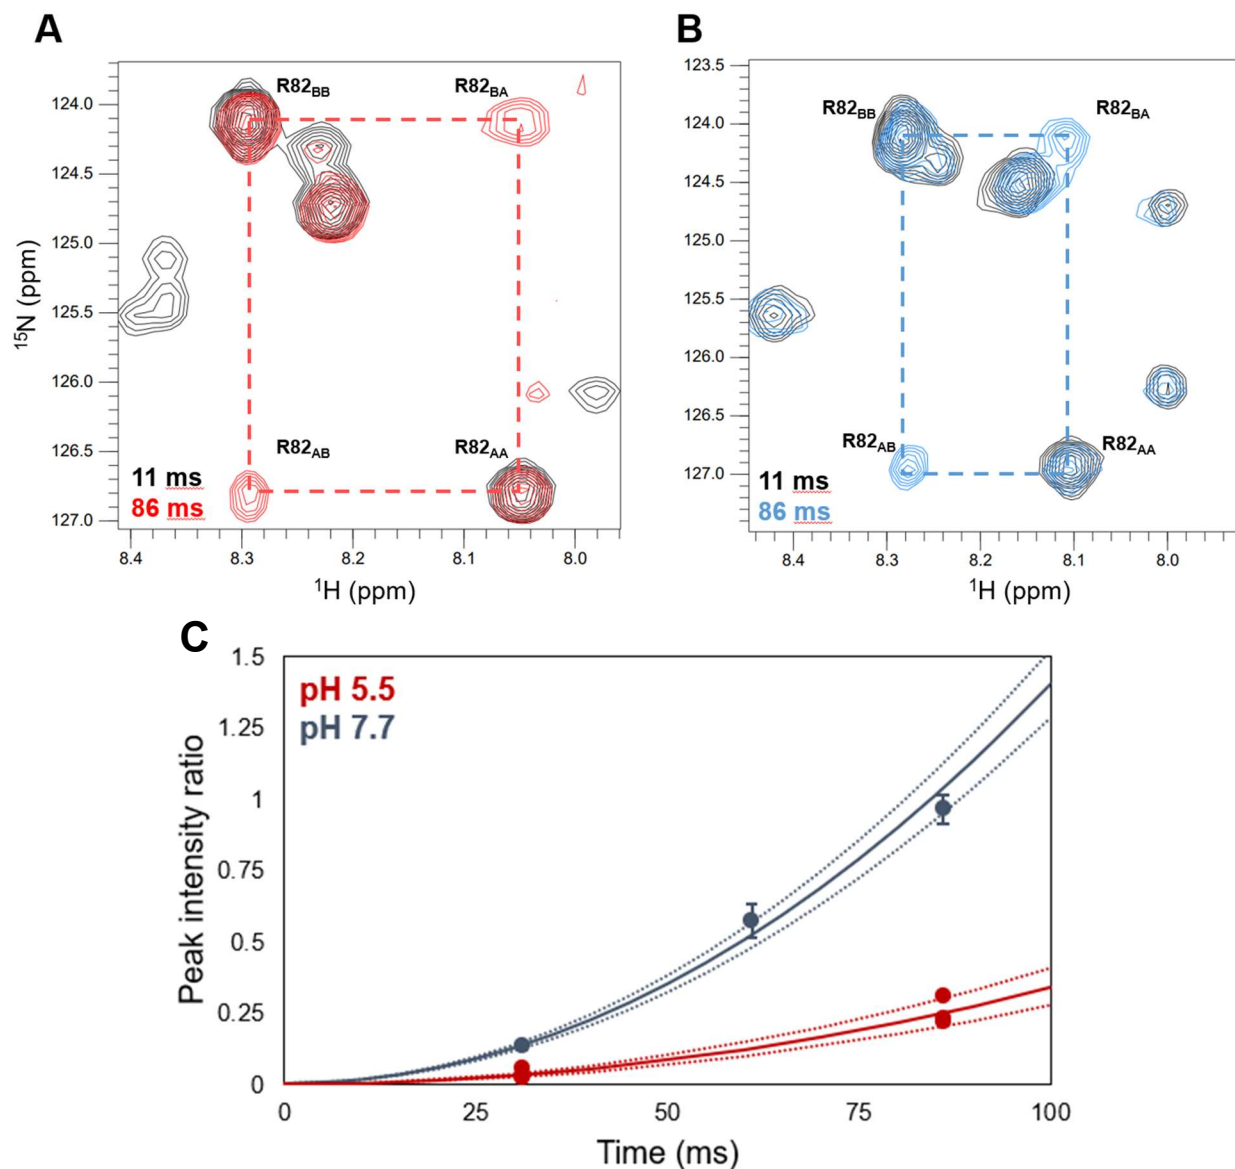 A
B
R82BB
R82BA
R82AB
R82AA
11 ms
86 ms
124.0
124.5
125.0
125.5
126.0
126.5
127.0
15N (ppm)
8.4
8.3
8.2
8.1
8.0
1H (ppm)
R82BB
R82BA
R82AB
R82AA
11 ms
86 ms
123.5
124.0
124.5
125.0
125.5
126.0
126.5
127.0
8.4
8.3
8.2
8.1
8.0
1H (ppm)
C
pH 5.5
pH 7.7
1.5
1.25
1
0.75
0.5
0.25
0
Peak intensity ratio
0
25
50
75
100
Time (ms)